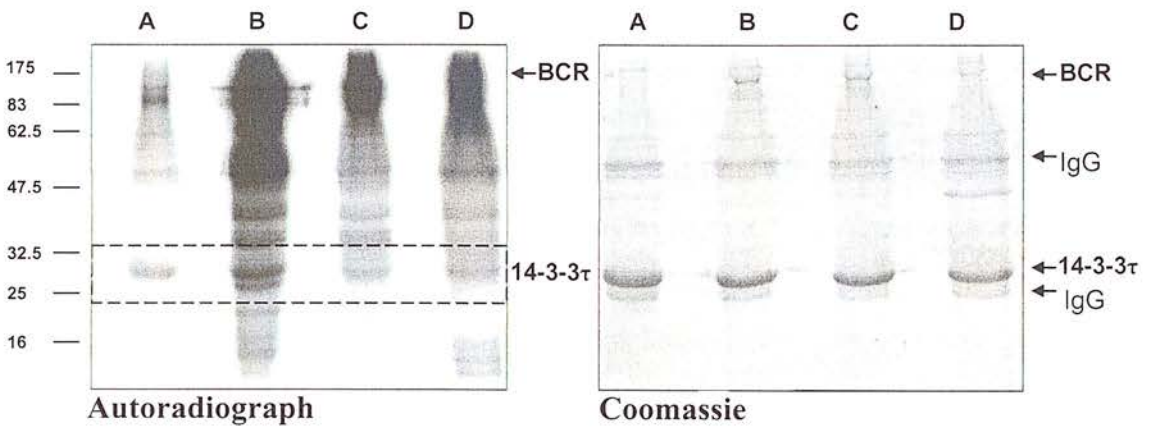 A B C D
A B C D
175
83
62.5
47.5
32.5
25
16
BCR
14-3-3τ
BCR
IgG
14-3-3τ
IgG
Autoradiograph
Coomassie